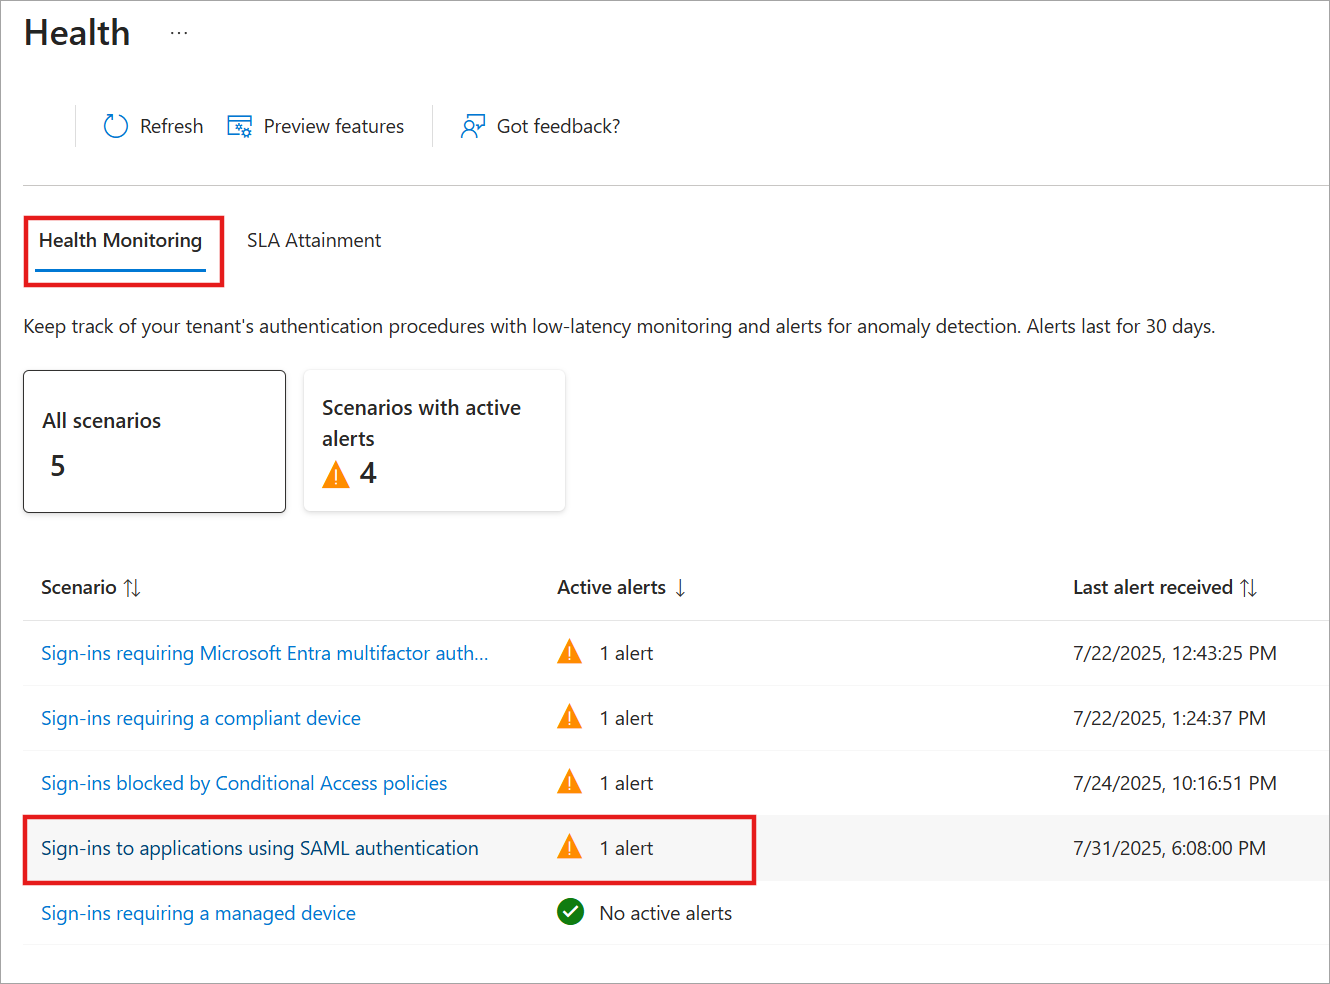 Health ...
Refresh Preview features Got feedback?
Health Monitoring SLA Attainment
Keep track of your tenant's authentication procedures with low-latency monitoring and alerts for anomaly detection. Alerts last for 30 days.
All scenarios
5
Scenarios with active
alerts
4
Scenario Active alerts Last alert received
Sign-ins requiring Microsoft Entra multifactor auth... 1 alert 7/22/2025, 12:43:25 PM
Sign-ins requiring a compliant device 1 alert 7/22/2025, 1:24:37 PM
Sign-ins blocked by Conditional Access policies 1 alert 7/24/2025, 10:16:51 PM
Sign-ins to applications using SAML authentication 1 alert 7/31/2025, 6:08:00 PM
Sign-ins requiring a managed device No active alerts